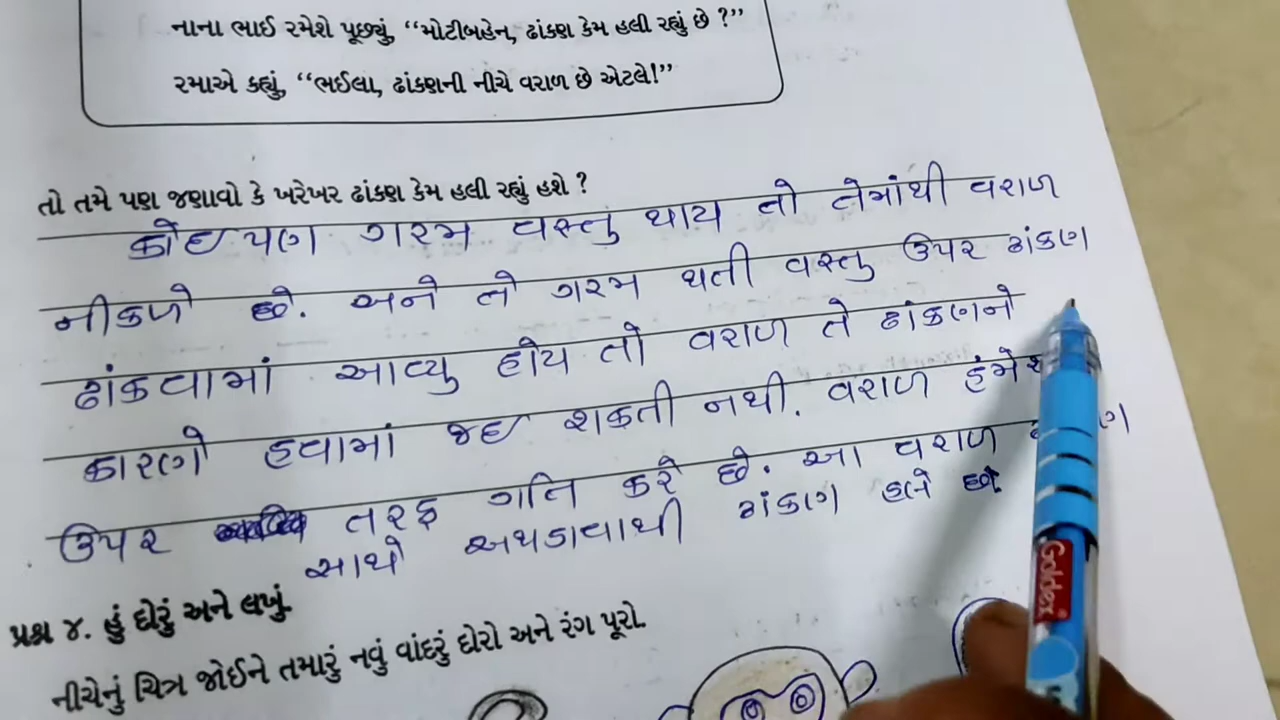 નાના ભાઈ રમેશે પૂછ્યું, “મોટીબહેન, ઢાંકણ કેમ હલી રહ્યું છે ?”
રમાએ કહ્યું, “ભઈલા, ઢાંકણની નીચે વરાળ છે એટલે!”
તો તમે પણ જણાવો કે ખરેખર ઢાંકણ કેમ હલી રહ્યું હશે ?
કોઇ પણ ગરમ વસ્તુ થાય તો તેમાંથી વરાળ
નીકળે છે. અને જો ગરમ થતી વસ્તુ ઉપર ઢાંકણ
ઢાંકવામાં આવ્યુ હોય તો વરાળ તે ઢાંકણને
કારણે હવામાં જઇ શકતી નથી. વરાળ
ઉપર તરફ ગતિ કરે છે. આ વરાળ
સાથે અથડાવાથી ઢાંકણ હલે છે.
પ્રશ્ન ૪. હું દોરું અને લખું.
નીચેનું ચિત્ર જોઈને તમારું નવું વાંદરું દોરો અને રંગ પૂરો.
Goldex